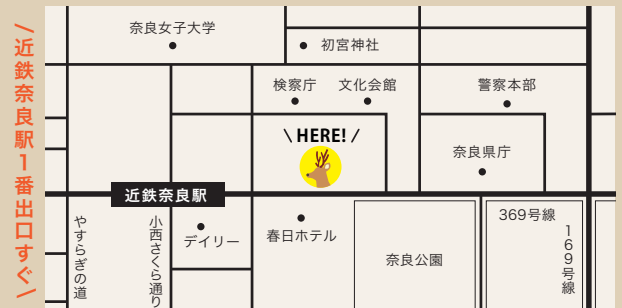 \近鉄奈良駅1番出口すぐ/
奈良女子大学
初宮神社
検察庁
文化会館
警察本部
\ HERE! /
奈良県庁
近鉄奈良駅
やすらぎの道
小西さくら通り
デイリー
春日ホテル
奈良公園
369号線
169号線